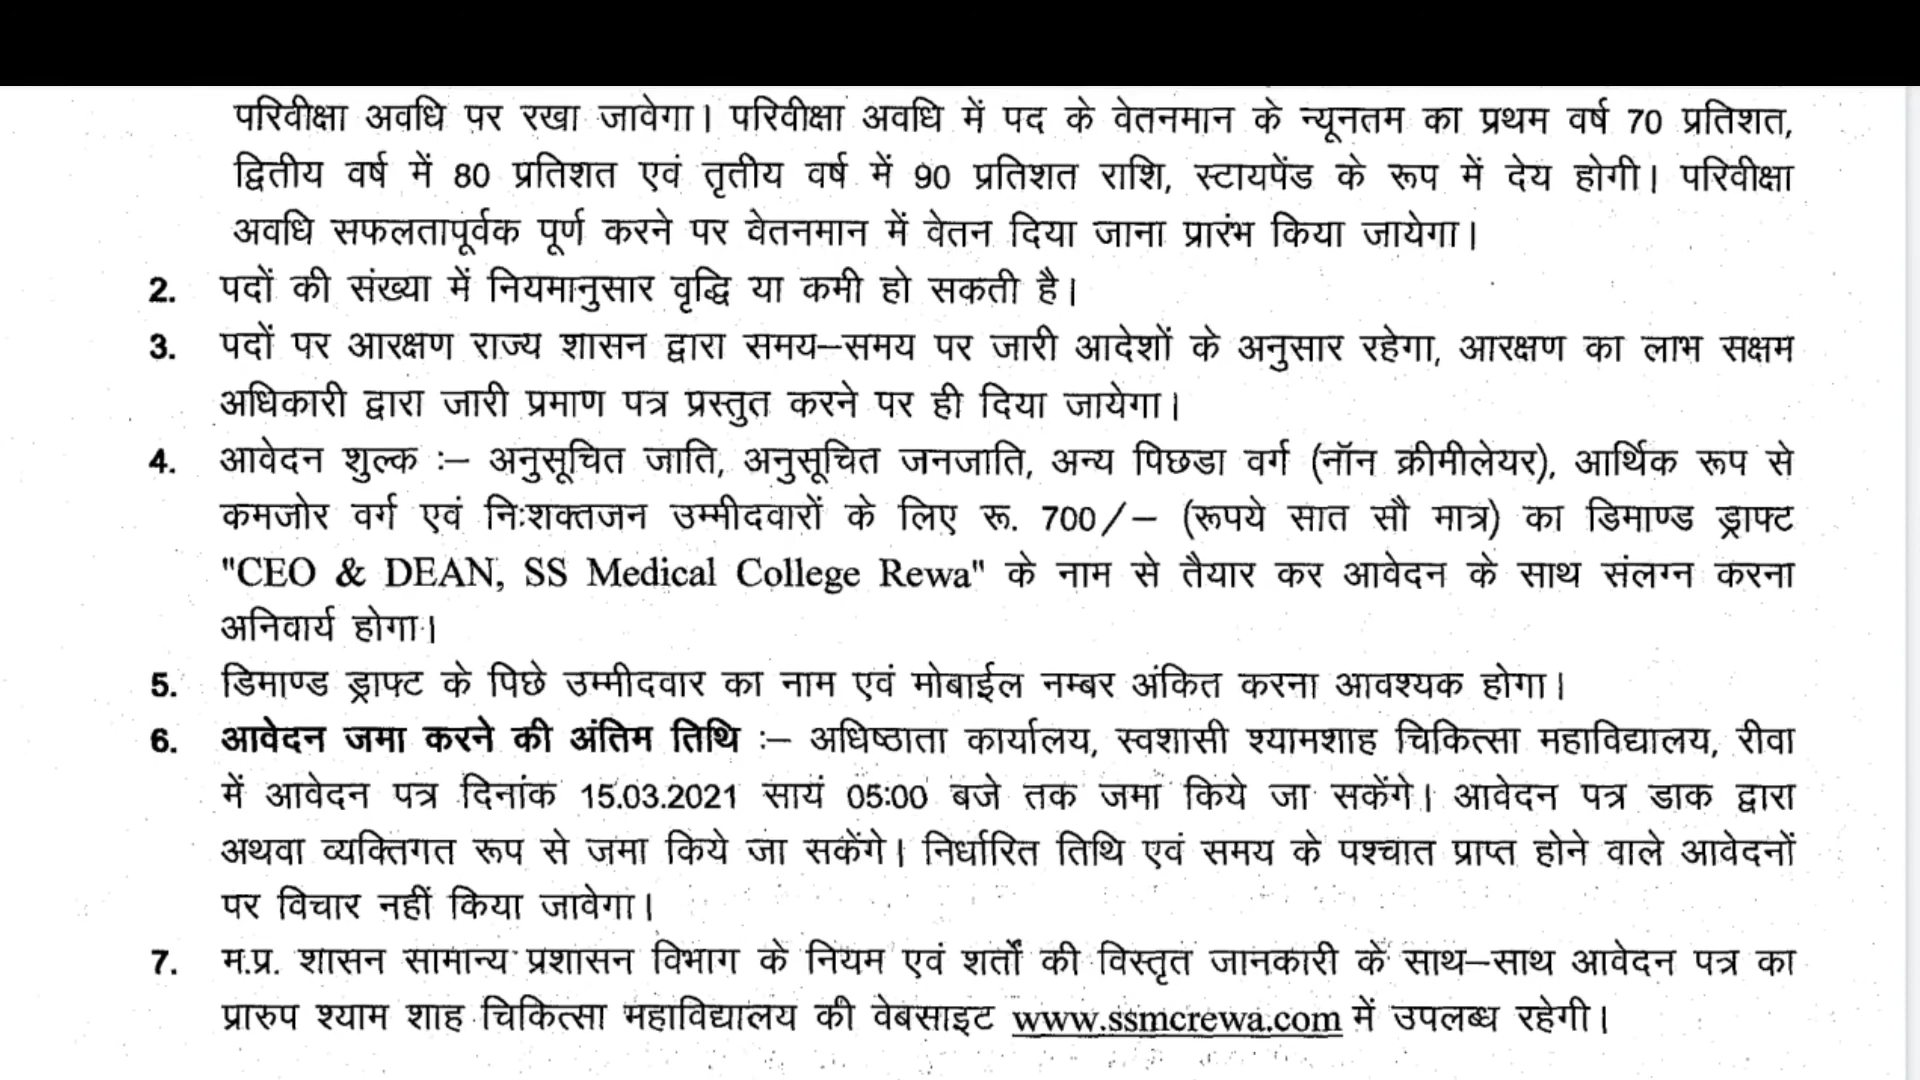 परिवीक्षा अवधि पर रखा जावेगा। परिवीक्षा अवधि में पद के वेतनमान के न्यूनतम का प्रथम वर्ष 70 प्रतिशत,
द्वितीय वर्ष में 80 प्रतिशत एवं तृतीय वर्ष में 90 प्रतिशत राशि, स्टायपेंड के रूप में देय होगी। परिवीक्षा
अवधि सफलतापूर्वक पूर्ण करने पर वेतनमान में वेतन दिया जाना प्रारंभ किया जायेगा।
2. पदों की संख्या में नियमानुसार वृद्धि या कमी हो सकती है।
3. पदों पर आरक्षण राज्य शासन द्वारा समय–समय पर जारी आदेशों के अनुसार रहेगा, आरक्षण का लाभ सक्षम
अधिकारी द्वारा जारी प्रमाण पत्र प्रस्तुत करने पर ही दिया जायेगा।
4. आवेदन शुल्क :– अनुसूचित जाति, अनुसूचित जनजाति, अन्य पिछडा वर्ग (नॉन क्रीमीलेयर), आर्थिक रूप से
कमजोर वर्ग एवं निःशक्तजन उम्मीदवारों के लिए रू. 700/– (रूपये सात सौ मात्र) का डिमाण्ड ड्राफ्ट
"CEO & DEAN, SS Medical College Rewa" के नाम से तैयार कर आवेदन के साथ संलग्न करना
अनिवार्य होगा।
5. डिमाण्ड ड्राफ्ट के पिछे उम्मीदवार का नाम एवं मोबाईल नम्बर अंकित करना आवश्यक होगा।
6. आवेदन जमा करने की अंतिम तिथि :– अधिष्ठाता कार्यालय, स्वशासी श्यामशाह चिकित्सा महाविद्यालय, रीवा
में आवेदन पत्र दिनांक 15.03.2021 सायं 05:00 बजे तक जमा किये जा सकेंगे। आवेदन पत्र डाक द्वारा
अथवा व्यक्तिगत रूप से जमा किये जा सकेंगे। निर्धारित तिथि एवं समय के पश्चात प्राप्त होने वाले आवेदनों
पर विचार नहीं किया जावेगा।
7. म.प्र. शासन सामान्य प्रशासन विभाग के नियम एवं शर्तों की विस्तृत जानकारी के साथ–साथ आवेदन पत्र का
प्रारुप श्याम शाह चिकित्सा महाविद्यालय की वेबसाइट www.ssmcrewa.com में उपलब्ध रहेगी।